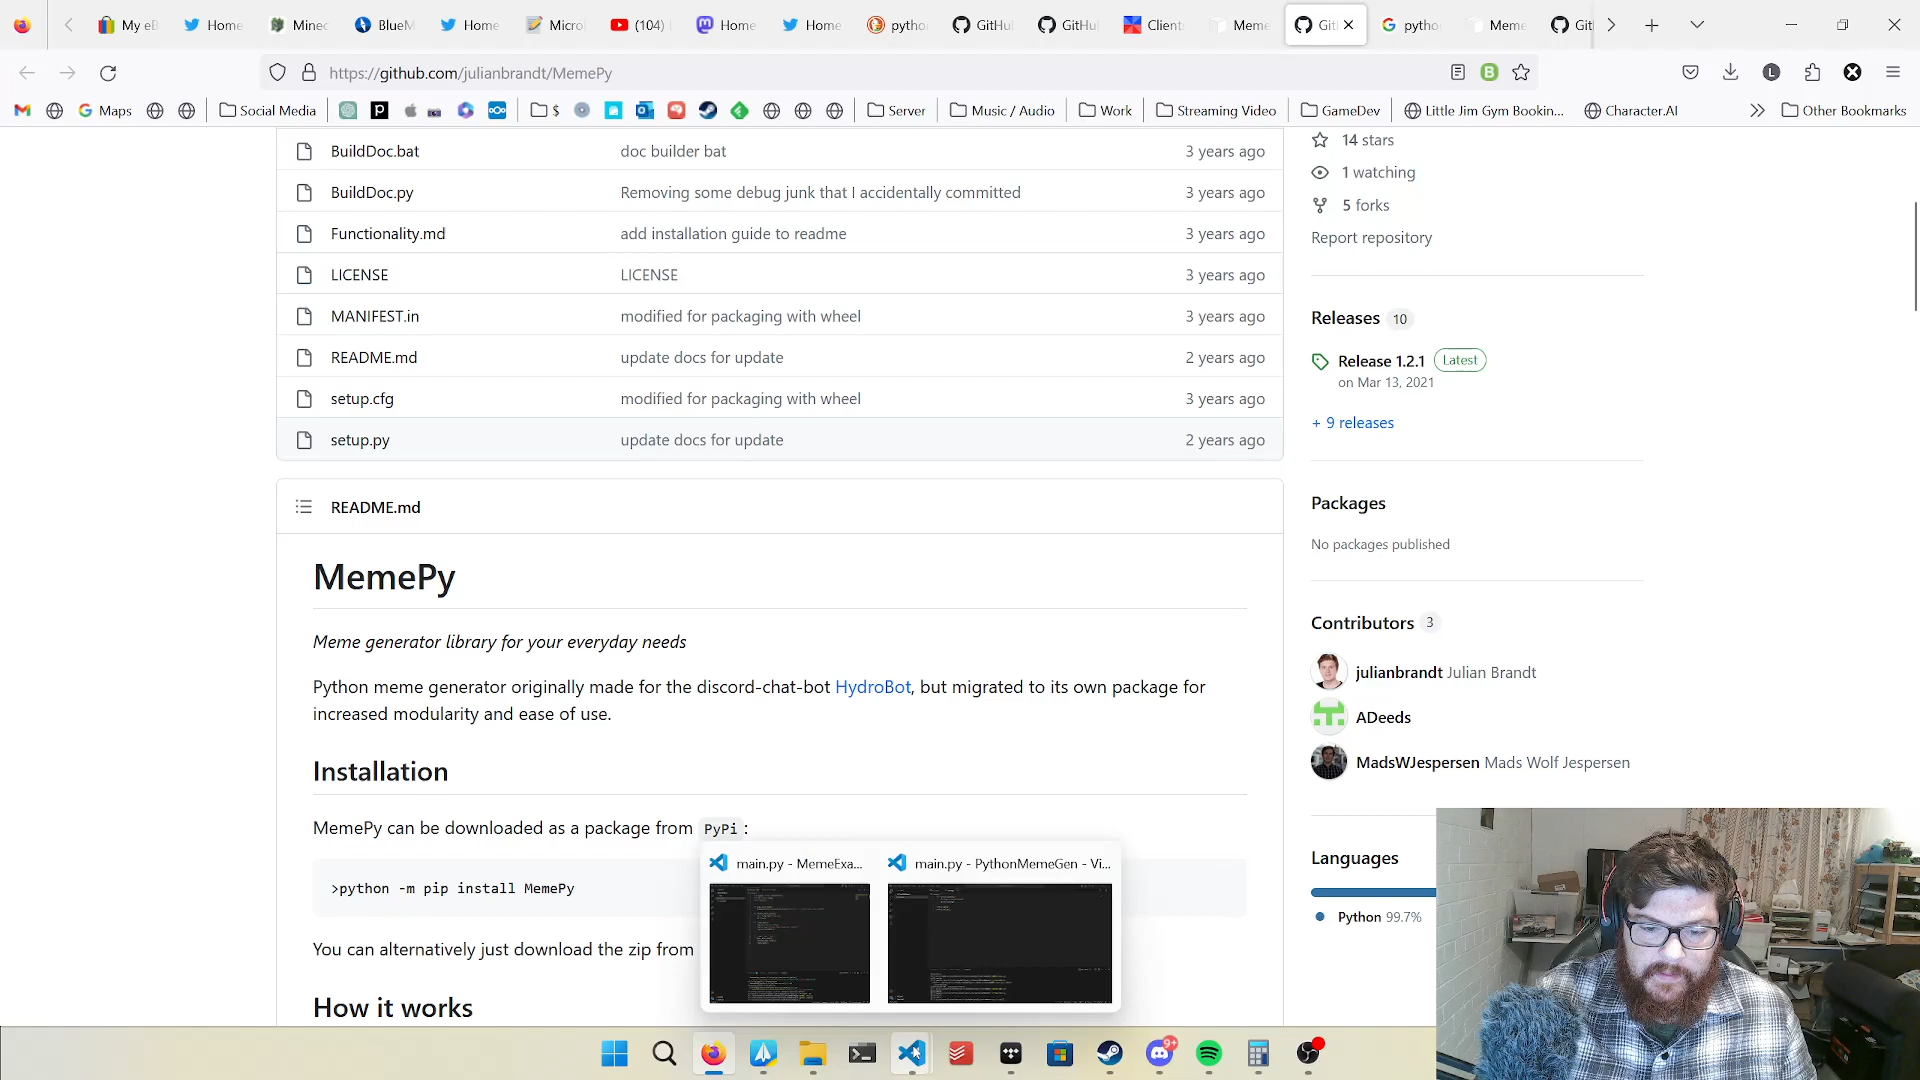 My eB
Home
Minec
BlueM
Home
Micro
(104)
Home
Home
pytho
GitHu
GitHu
Client
Meme
Git
pytho
Meme
Git
https://github.com/julianbrandt/MemePy
Maps
Social Media
$
Server
Music / Audio
Work
Streaming Video
GameDev
Little Jim Gym Bookin...
Character.AI
Other Bookmarks
BuildDoc.bat doc builder bat 3 years ago
BuildDoc.py Removing some debug junk that I accidentally committed 3 years ago
Functionality.md add installation guide to readme 3 years ago
LICENSE LICENSE 3 years ago
MANIFEST.in modified for packaging with wheel 3 years ago
README.md update docs for update 2 years ago
setup.cfg modified for packaging with wheel 3 years ago
setup.py update docs for update 2 years ago
README.md
MemePy
Meme generator library for your everyday needs
Python meme generator originally made for the discord-chat-bot HydroBot, but migrated to its own package for
increased modularity and ease of use.
Installation
MemePy can be downloaded as a package from PyPi :
>python -m pip install MemePy
You can alternatively just download the zip from
How it works
main.py - MemeExa...
main.py - PythonMemeGen - Vi...
14 stars
1 watching
5 forks
Report repository
Releases 10
Release 1.2.1 Latest
on Mar 13, 2021
+ 9 releases
Packages
No packages published
Contributors 3
julianbrandt Julian Brandt
ADeeds
MadsWJespersen Mads Wolf Jespersen
Languages
Python 99.7%
9+